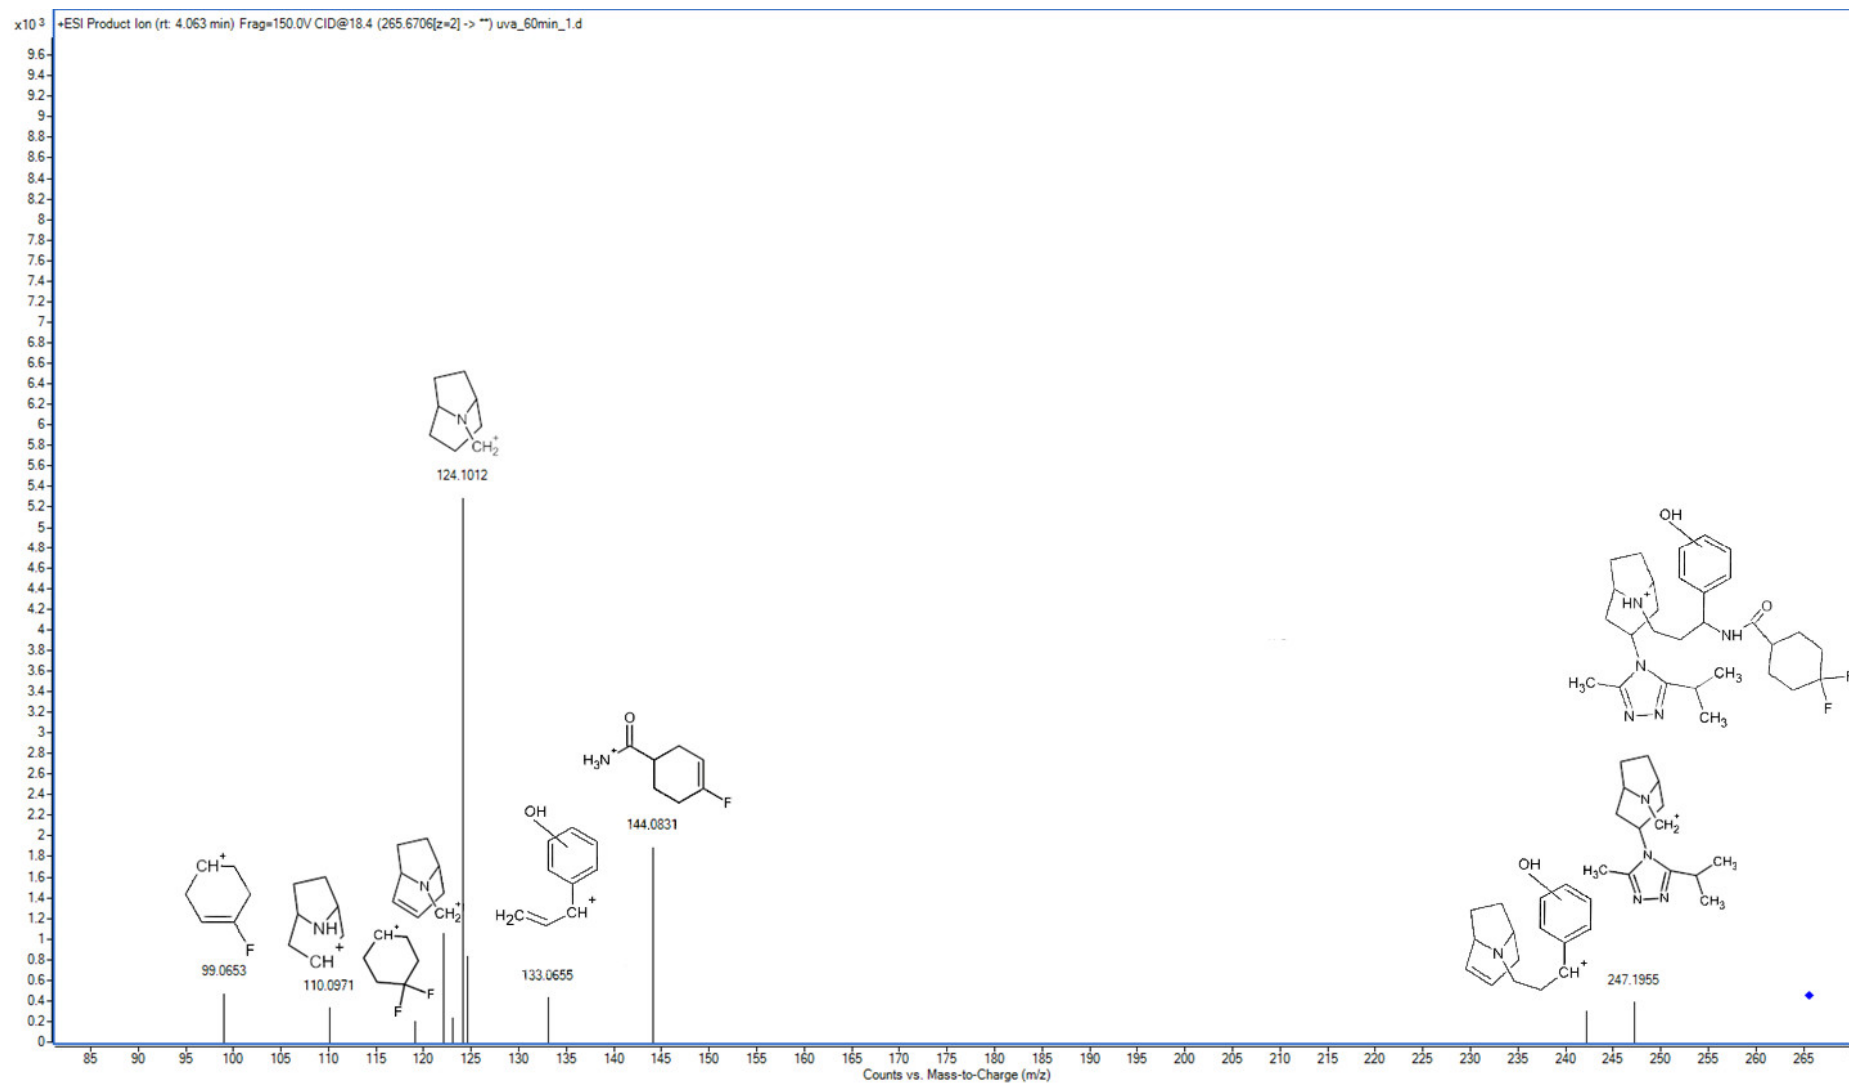 x10 3
+ESI Product Ion (rt: 4.063 min) Frag=150.0V CID@18.4 (265.6706[z=2] -> **) uva_60min_1.d
9.6
9.4
9.2
9
8.8
8.6
8.4
8.2
8
7.8
7.6
7.4
7.2
7
6.8
6.6
6.4
6.2
6
5.8
5.6
5.4
5.2
5
4.8
4.6
4.4
4.2
4
3.8
3.6
3.4
3.2
3
2.8
2.6
2.4
2.2
2
1.8
1.6
1.4
1.2
1
0.8
0.6
0.4
0.2
0
N
CH2+
124.1012
OH
HN+
O
NH
N
H3C
CH3
N N
CH3
F
F
O
H3N+
F
144.0831
OH
H2C
CH+
133.0655
N
CH2+
CH+
F
F
CH+
F
99.0653
NH
CH+
110.0971
N
CH2+
N
H3C
CH3
N N
CH3
247.1955
OH
N
CH+
85 90 95 100 105 110 115 120 125 130 135 140 145 150 155 160 165 170 175 180 185 190 195 200 205 210 215 220 225 230 235 240 245 250 255 260 265
Counts vs. Mass-to-Charge (m/z)